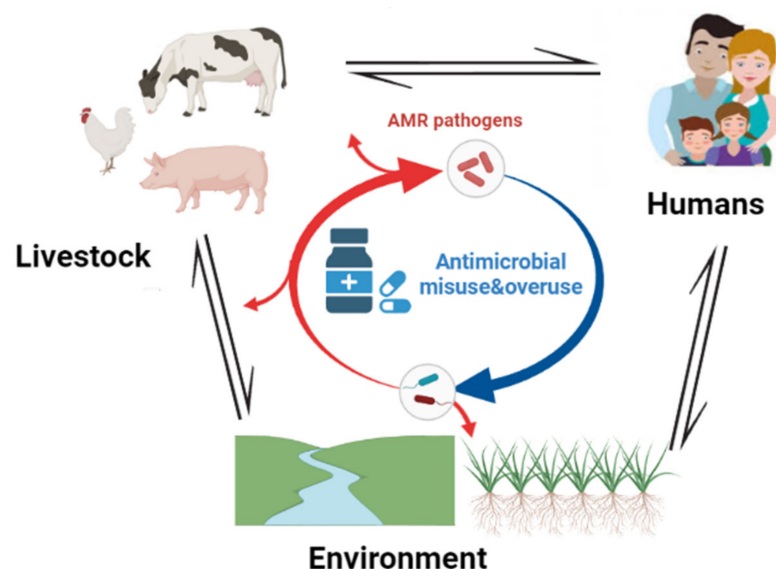 AMR pathogens
Humans
Livestock
Antimicrobial
misuse&overuse
Environment